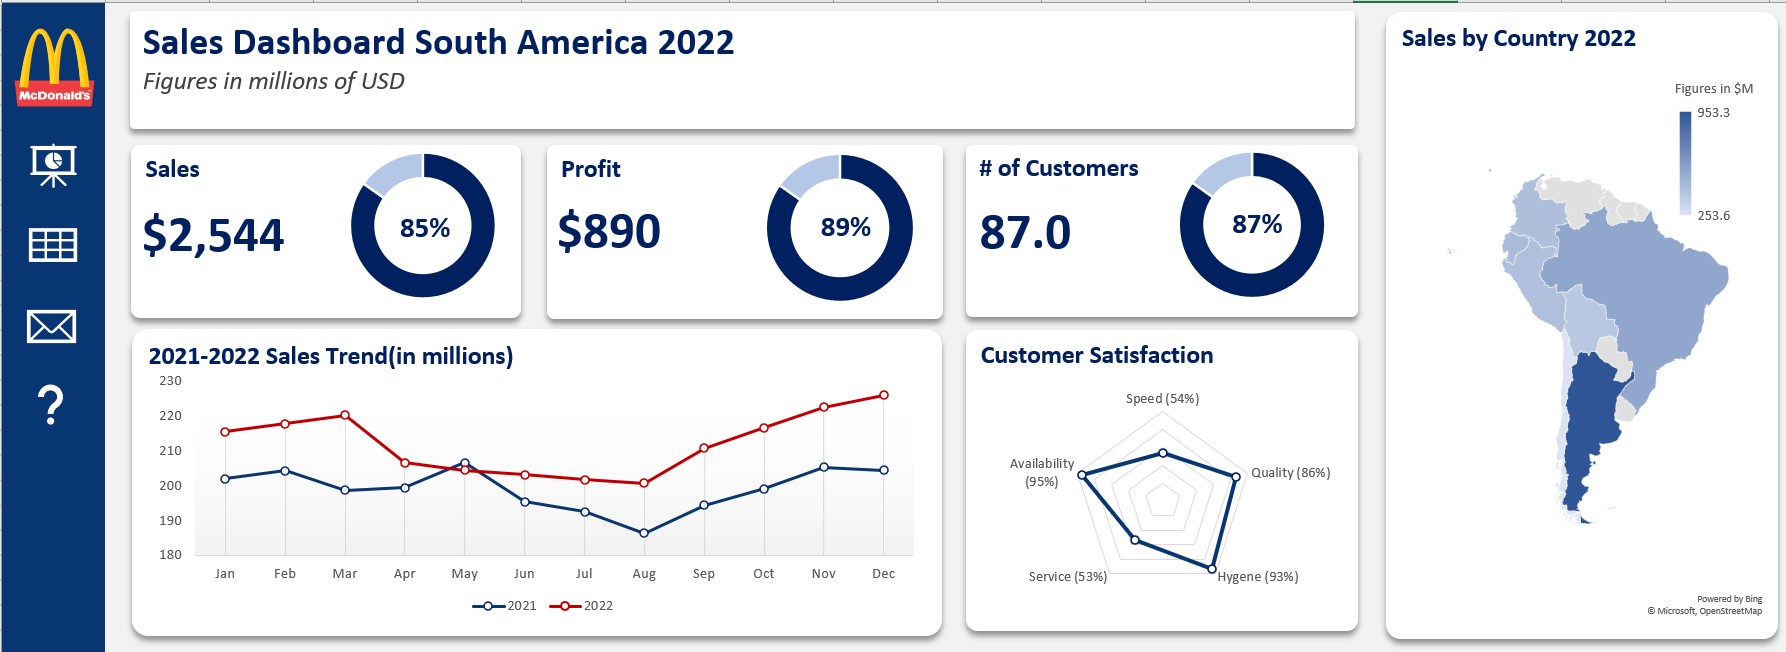 McDonald's
Sales Dashboard South America 2022
Figures in millions of USD
Sales
$2,544
85%
Profit
$890
89%
# of Customers
87.0
87%
2021-2022 Sales Trend(in millions)
230
220
210
200
190
180
Jan Feb Mar Apr May Jun Jul Aug Sep Oct Nov Dec
2021 2022
Customer Satisfaction
Speed (54%)
Quality (86%)
Hygene (93%)
Service (53%)
Availability
(95%)
Sales by Country 2022
Figures in $M
953.3
253.6
Powered by Bing
© Microsoft, OpenStreetMap